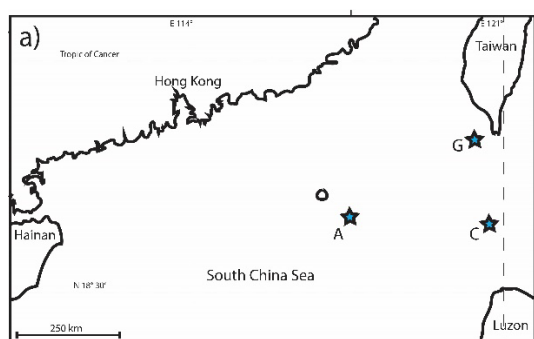 a)
E 114°
E 121°
Tropic of Cancer
Taiwan
Hong Kong
G
Hainan
A
C
South China Sea
N 18° 30'
250 km
Luzon